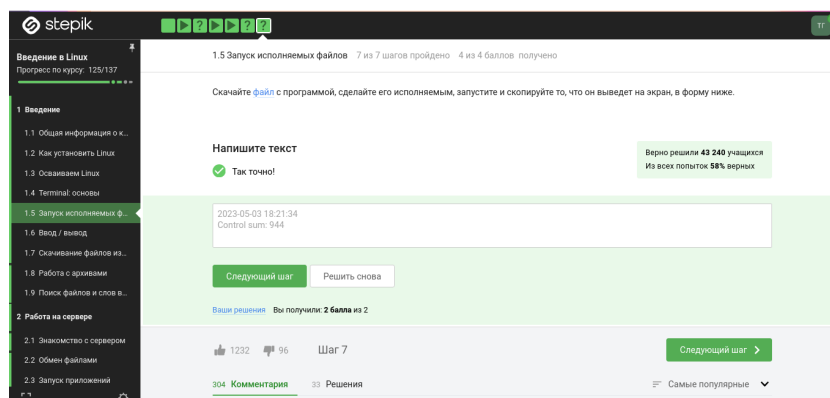 stepik
ТГ
Введение в Linux
Прогресс по курсу: 125/137
1 Введение
1.1 Общая информация о к...
1.2 Как установить Linux
1.3 Осваиваем Linux
1.4 Terminal: основы
1.5 Запуск исполняемых ф...
1.6 Ввод / вывод
1.7 Скачивание файлов из...
1.8 Работа с архивами
1.9 Поиск файлов и слов в...
2 Работа на сервере
2.1 Знакомство с сервером
2.2 Обмен файлами
2.3 Запуск приложений
1.5 Запуск исполняемых файлов 7 из 7 шагов пройдено 4 из 4 баллов получено
Скачайте файл с программой, сделайте его исполняемым, запустите и скопируйте то, что он выведет на экран, в форму ниже.
Напишите текст
Так точно!
Верно решили 43 240 учащихся
Из всех попыток 58% верных
2023-05-03 18:21:34
Control sum: 944
Следующий шаг
Решить снова
Ваши решения Вы получили: 2 балла из 2
1232 96 Шаг 7
Следующий шаг
304 Комментария 33 Решения
Самые популярные